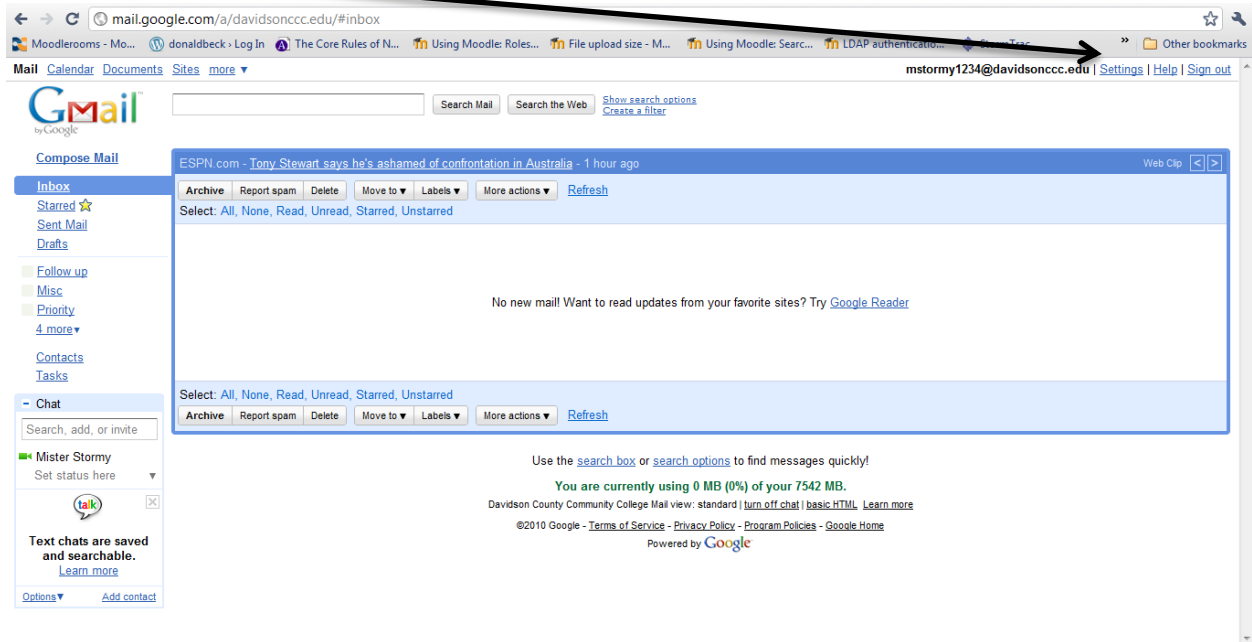 mail.google.com/a/davidsonccc.edu/#inbox
Moodlerooms - Mo... donaldbeck › Log In The Core Rules of N... Using Moodle: Roles... File upload size - M... Using Moodle: Searc... LDAP authenticatio... » Other bookmarks
Mail Calendar Documents Sites more ▼ mstormy1234@davidsonccc.edu | Settings | Help | Sign out
Gmail
by Google
Search Mail Search the Web Show search options
Create a filter
Compose Mail
ESPN.com - Tony Stewart says he's ashamed of confrontation in Australia - 1 hour ago Web Clip < >
Inbox
Archive Report spam Delete Move to ▼ Labels ▼ More actions ▼ Refresh
Starred
Select: All, None, Read, Unread, Starred, Unstarred
Sent Mail
Drafts
Follow up
Misc
No new mail! Want to read updates from your favorite sites? Try Google Reader
Priority
4 more ▼
Contacts
Tasks
Select: All, None, Read, Unread, Starred, Unstarred
– Chat
Archive Report spam Delete Move to ▼ Labels ▼ More actions ▼ Refresh
Search, add, or invite
Mister Stormy
Set status here ▼
Use the search box or search options to find messages quickly!
You are currently using 0 MB (0%) of your 7542 MB.
talk
Davidson County Community College Mail view: standard | turn off chat | basic HTML Learn more
©2010 Google - Terms of Service - Privacy Policy - Program Policies - Google Home
Powered by Google
Text chats are saved
and searchable.
Learn more
Options ▼ Add contact